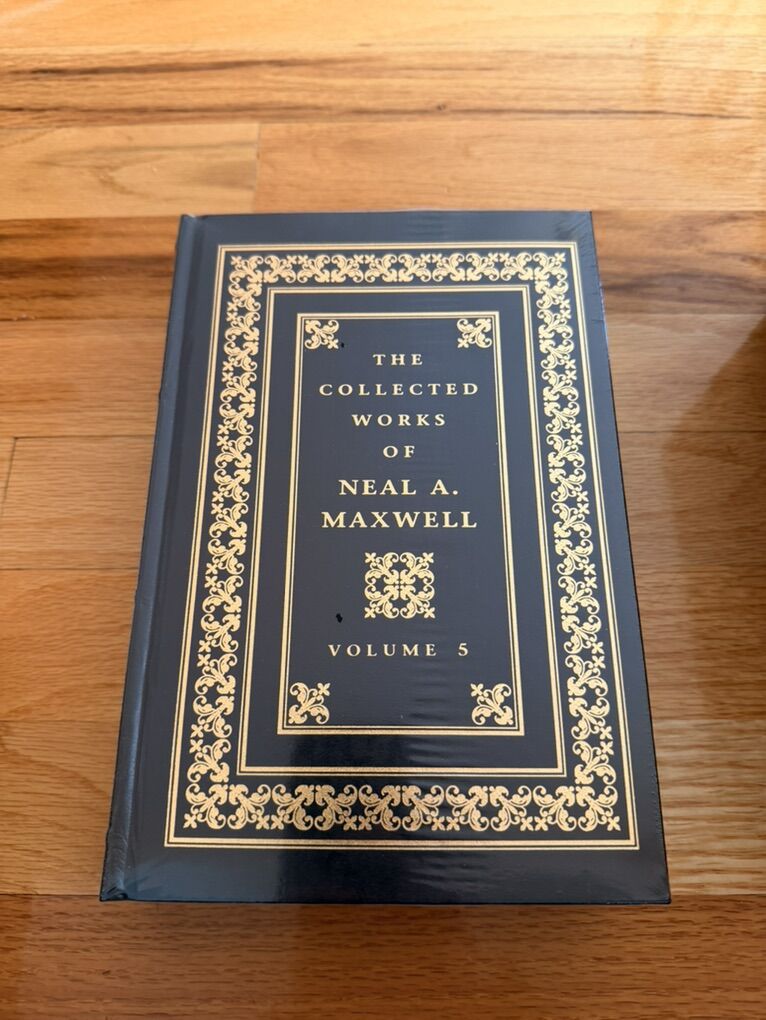 THE
COLLECTED
WORKS
OF
NEAL A.
MAXWELL
VOLUME 5